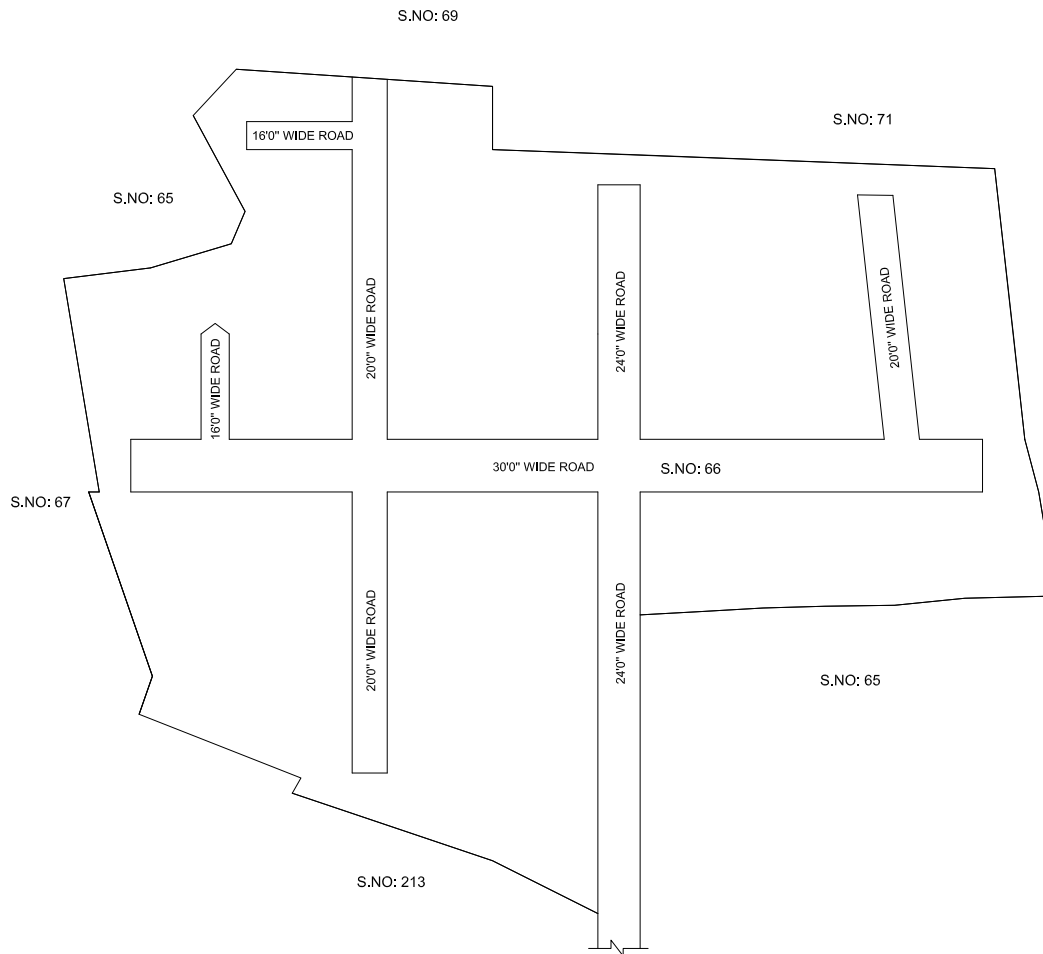 S.NO: 69
S.NO: 71
16'0" WIDE ROAD
S.NO: 65
20'0" WIDE ROAD
24'0" WIDE ROAD
20'0" WIDE ROAD
16'0" WIDE ROAD
30'0" WIDE ROAD
S.NO: 66
S.NO: 67
20'0" WIDE ROAD
24'0" WIDE ROAD
S.NO: 65
S.NO: 213